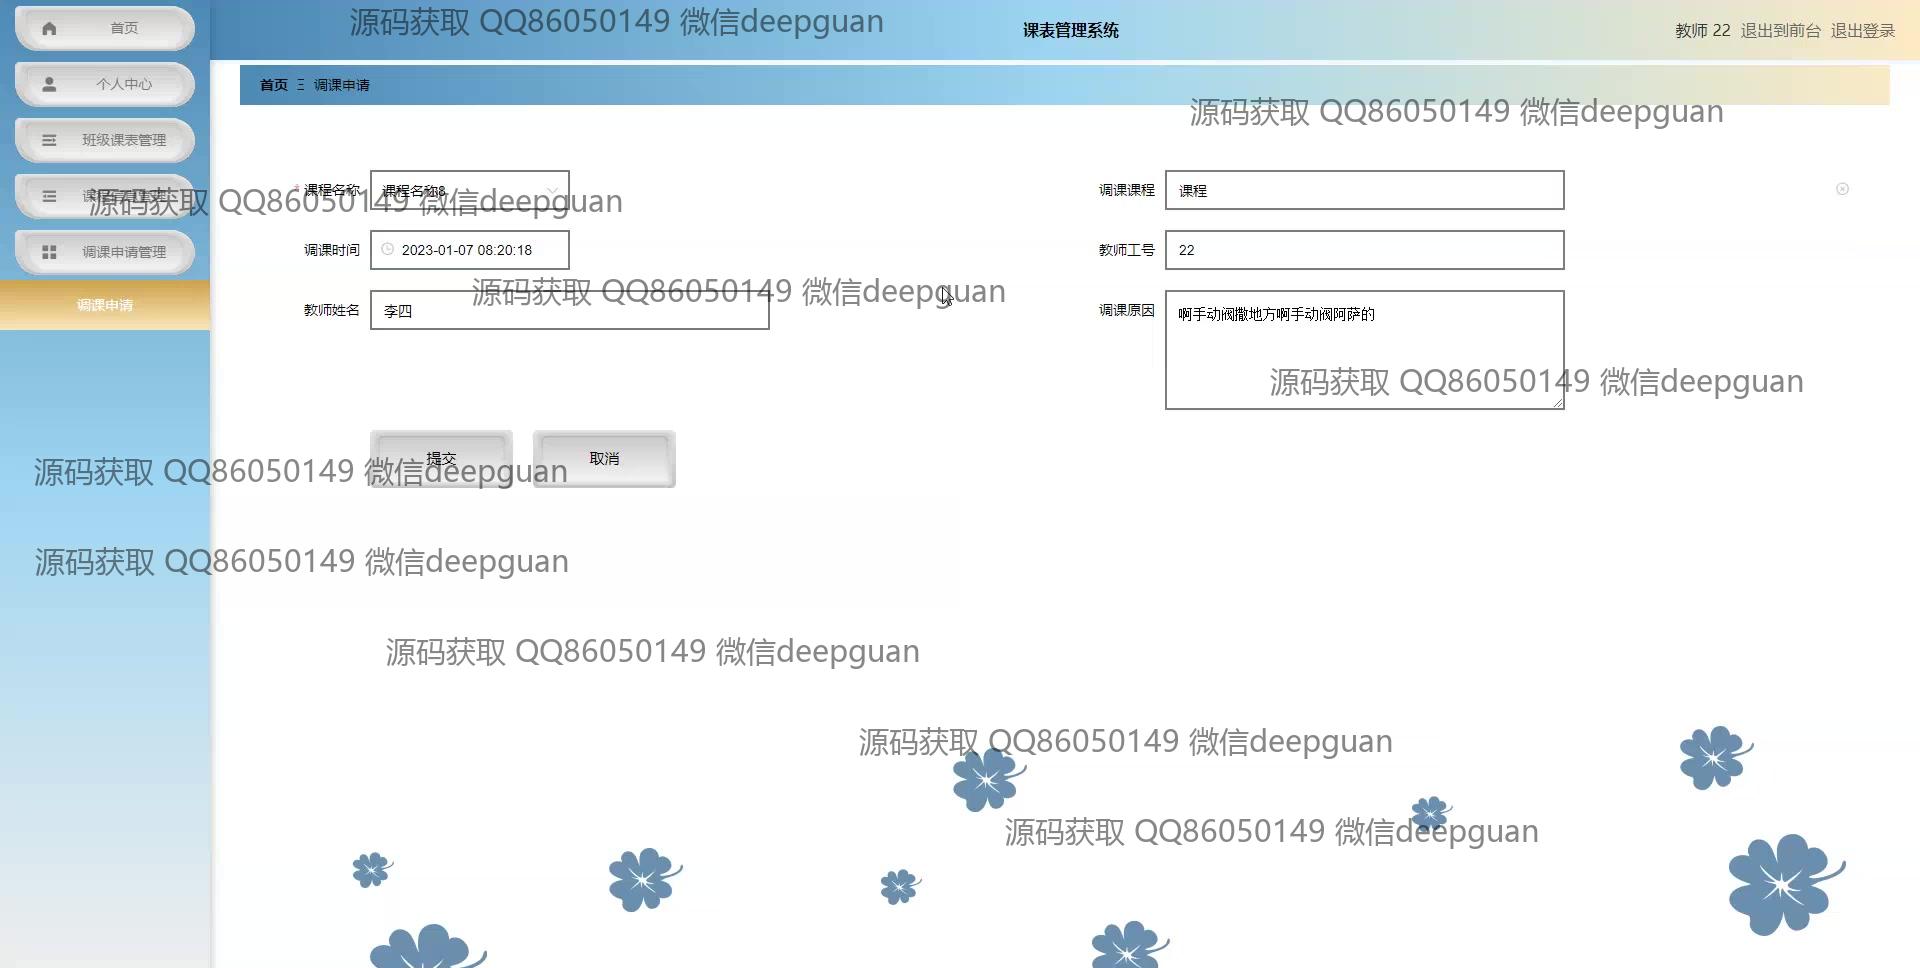 首页
源码获取 QQ86050149 微信deepguan
课表管理系统
教师 22 退出到前台 退出登录
个人中心
首页 Ξ 调课申请
源码获取 QQ86050149 微信deepguan
班级课表管理
* 课程名称 课程名称8
调课课程 课程
源码获取 QQ86050149 微信deepguan
调课申请管理
调课时间 2023-01-07 08:20:18
教师工号 22
源码获取 QQ86050149 微信deepguan
调课申请
教师姓名 李四
调课原因 啊手动阀撒地方啊手动阀阿萨的
源码获取 QQ86050149 微信deepguan
提交 取消
源码获取 QQ86050149 微信deepguan
源码获取 QQ86050149 微信deepguan
源码获取 QQ86050149 微信deepguan
源码获取 QQ86050149 微信deepguan
源码获取 QQ86050149 微信deepguan